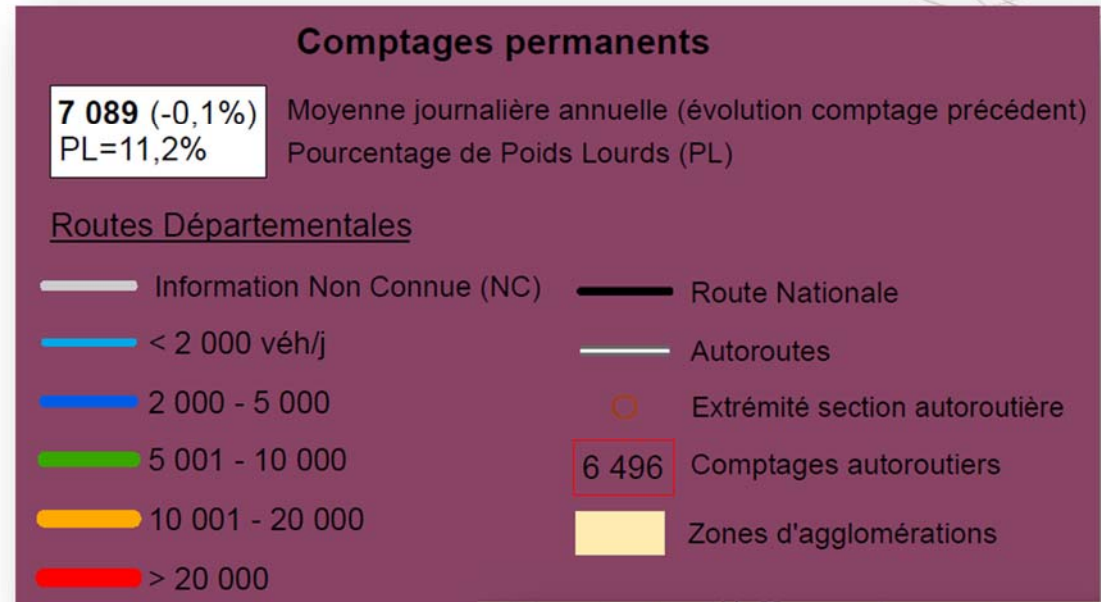 Comptages permanents
7 089 (-0,1%)
PL=11,2%
Moyenne journalière annuelle (évolution comptage précédent)
Pourcentage de Poids Lourds (PL)
Routes Départementales
Information Non Connue (NC)
< 2 000 véh/j
2 000 - 5 000
5 001 - 10 000
10 001 - 20 000
> 20 000
Route Nationale
Autoroutes
Extrémité section autoroutière
6 496 Comptages autoroutiers
Zones d'agglomérations